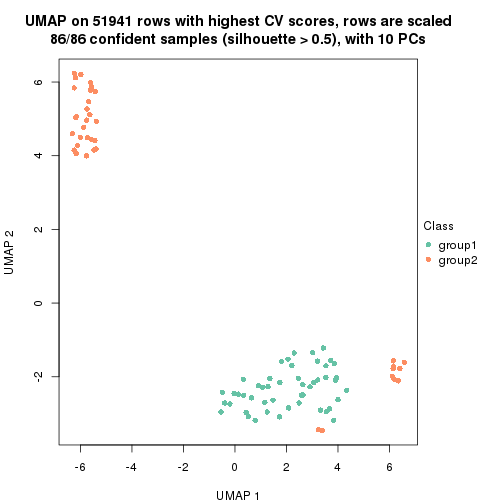 UMAP on 51941 rows with highest CV scores, rows are scaled
86/86 confident samples (silhouette > 0.5), with 10 PCs
6
4
2
0
-2
UMAP 2
-6
-4
-2
0
2
4
6
UMAP 1
Class
group1
group2